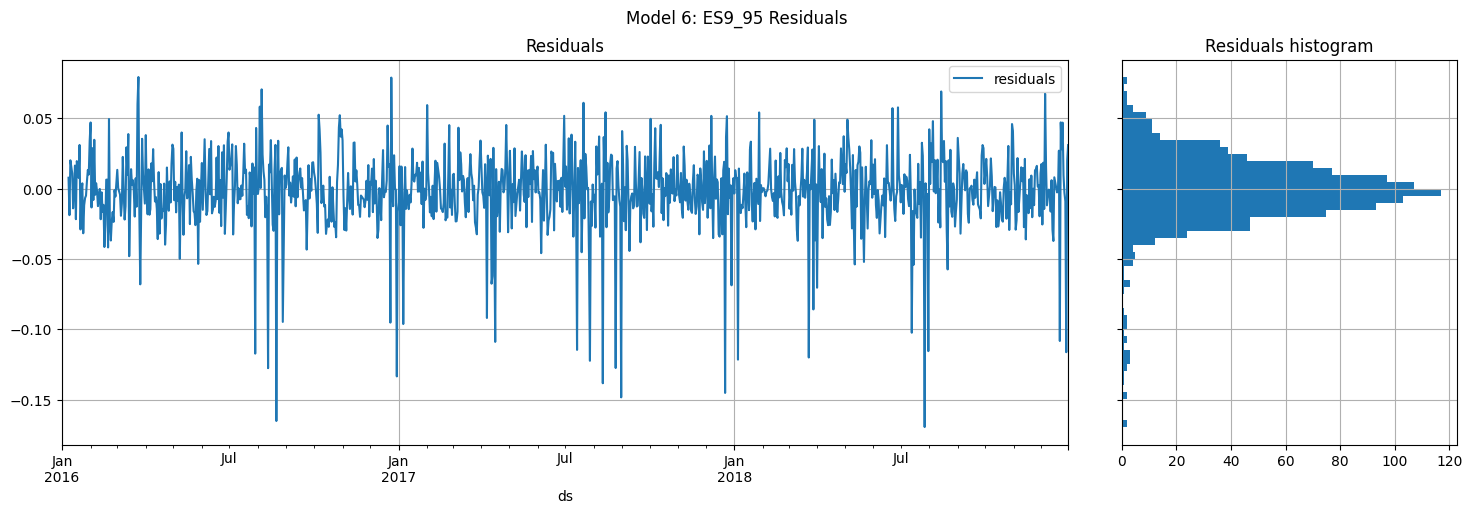 Model 6: ES9_95 Residuals
Residuals
Residuals histogram
residuals
0.05
0.00
−0.05
−0.10
−0.15
Jan
2016
Jul
Jan
2017
Jul
Jan
2018
Jul
ds
0 20 40 60 80 100 120